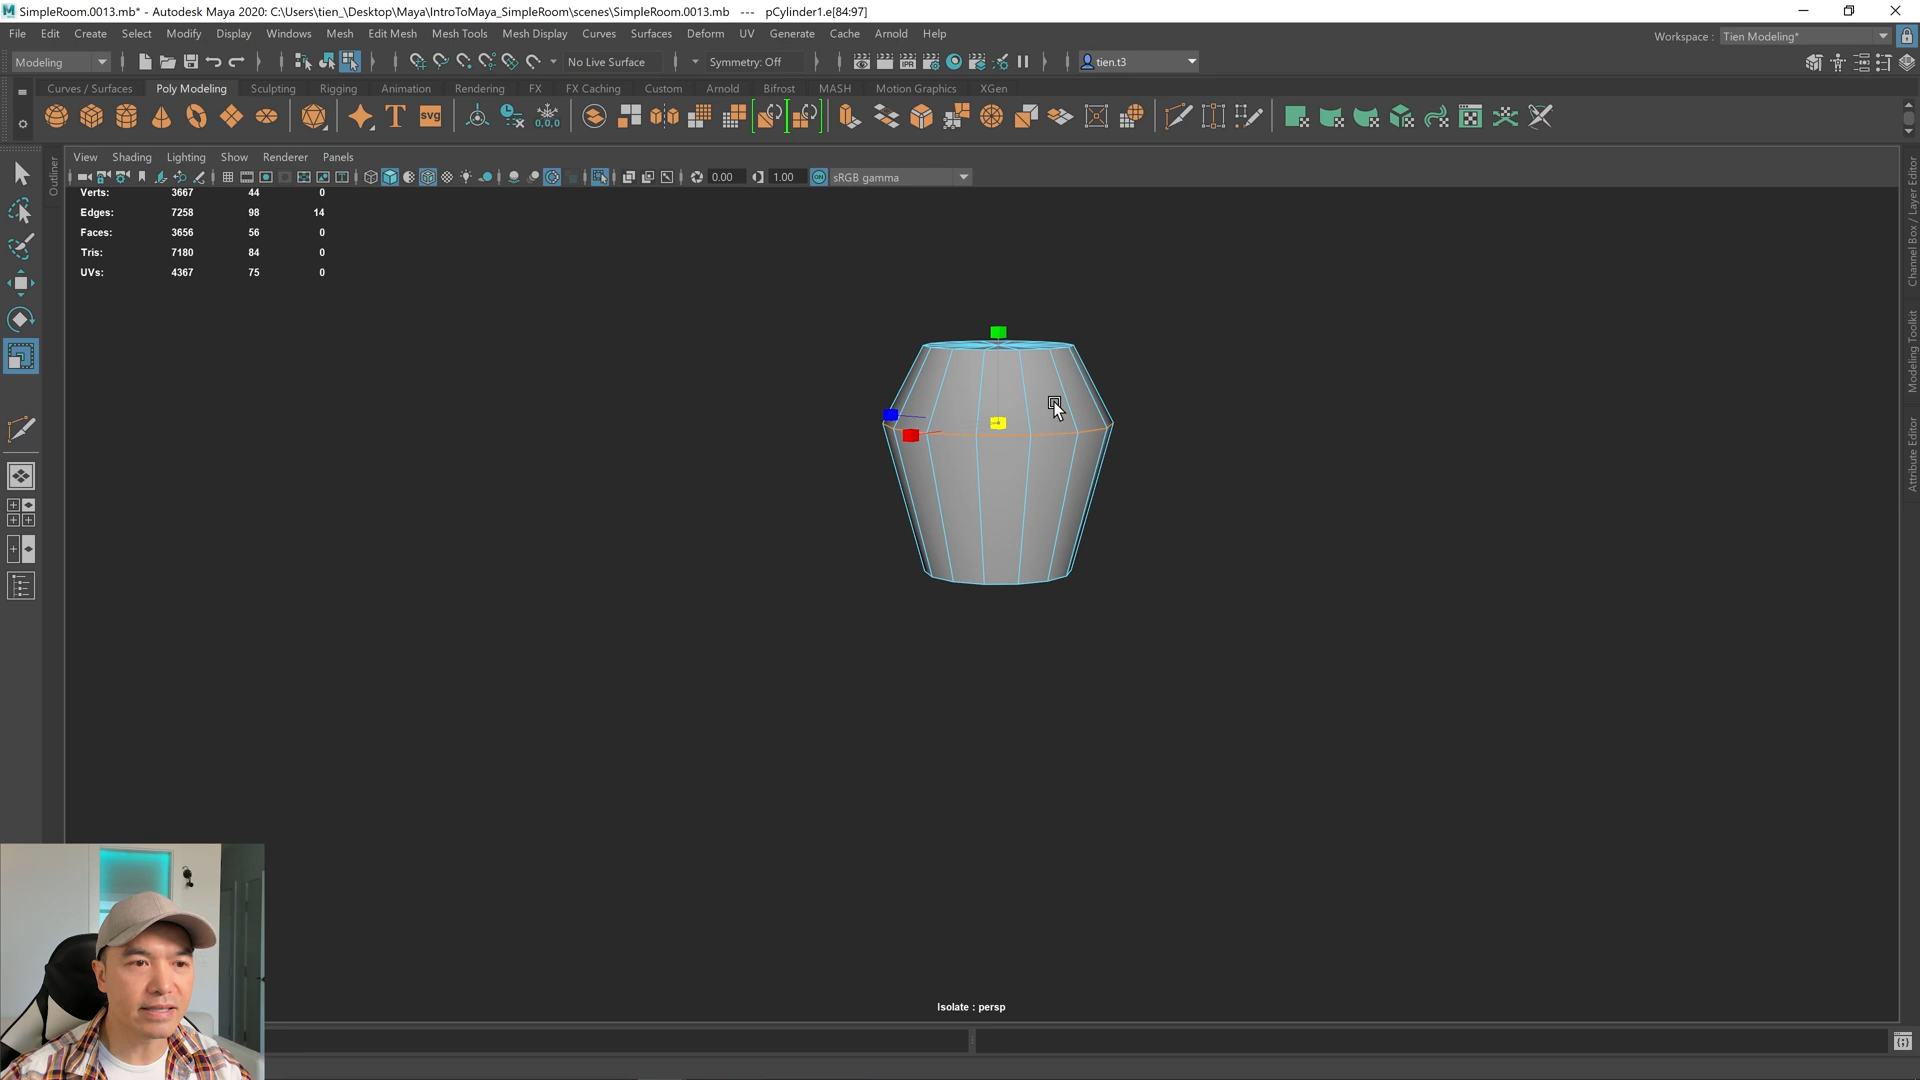 SimpleRoom.0013.mb* - Autodesk Maya 2020: C:\Users\tien_\Desktop\Maya\IntroToMaya_SimpleRoom\scenes\SimpleRoom.0013.mb --- pCylinder1.e[84:97]
File Edit Create Select Modify Display Windows Mesh Edit Mesh Mesh Tools Mesh Display Curves Surfaces Deform UV Generate Cache Arnold Help
Workspace : Tien Modeling*
Modeling No Live Surface Symmetry: Off tien.t3
Curves / Surfaces Poly Modeling Sculpting Rigging Animation Rendering FX FX Caching Custom Arnold Bifrost MASH Motion Graphics XGen
T svg 0,0,0
View Shading Lighting Show Renderer Panels
0.00 1.00 ON sRGB gamma
Outliner
Verts: 3667 44 0
Edges: 7258 98 14
Faces: 3656 56 0
Tris: 7180 84 0
UVs: 4367 75 0
Channel Box / Layer Editor
Modeling Toolkit
Attribute Editor
Isolate : persp